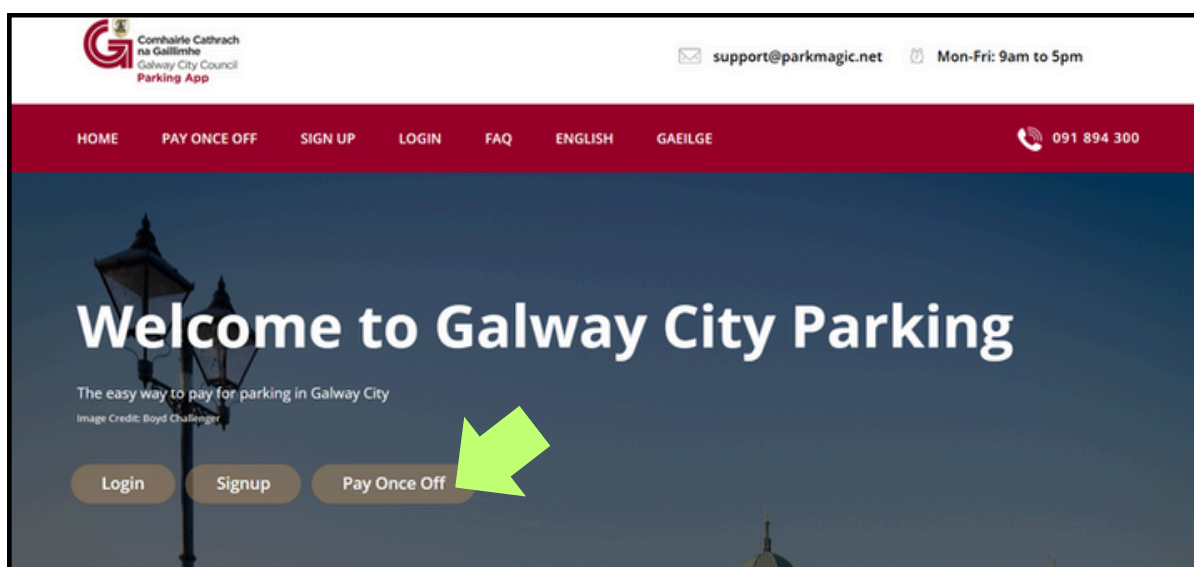 Comhairle Cathrach
na Gaillimhe
Galway City Council
Parking App
support@parkmagic.net
Mon-Fri: 9am to 5pm
HOME
PAY ONCE OFF
SIGN UP
LOGIN
FAQ
ENGLISH
GAEILGE
091 894 300
Welcome to Galway City Parking
The easy way to pay for parking in Galway City
Image Credit: Boyd Challenger
Login
Signup
Pay Once Off